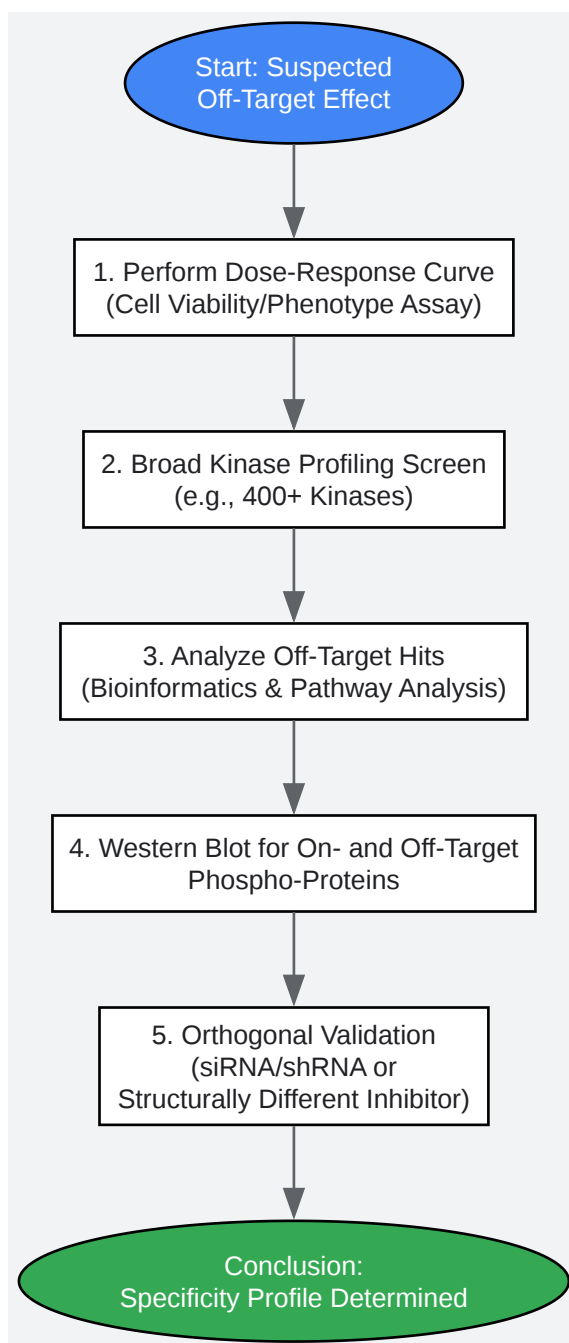 Start: Suspected
Off-Target Effect
1. Perform Dose-Response Curve
(Cell Viability/Phenotype Assay)
2. Broad Kinase Profiling Screen
(e.g., 400+ Kinases)
3. Analyze Off-Target Hits
(Bioinformatics & Pathway Analysis)
4. Western Blot for On- and Off-Target
Phospho-Proteins
5. Orthogonal Validation
(siRNA/shRNA or
Structurally Different Inhibitor)
Conclusion:
Specificity Profile Determined